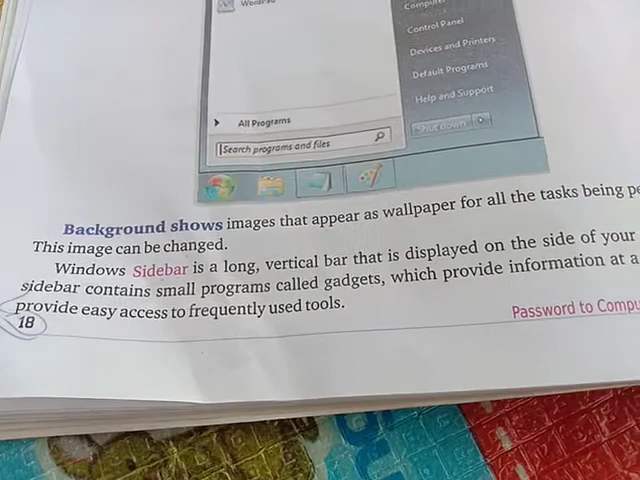 WordPad
Computer
Control Panel
Devices and Printers
Default Programs
Help and Support
All Programs
Search programs and files
Shut down
Background shows images that appear as wallpaper for all the tasks being
This image can be changed.
Windows Sidebar is a long, vertical bar that is displayed on the side of your
sidebar contains small programs called gadgets, which provide information at a
provide easy access to frequently used tools.
18
Password to